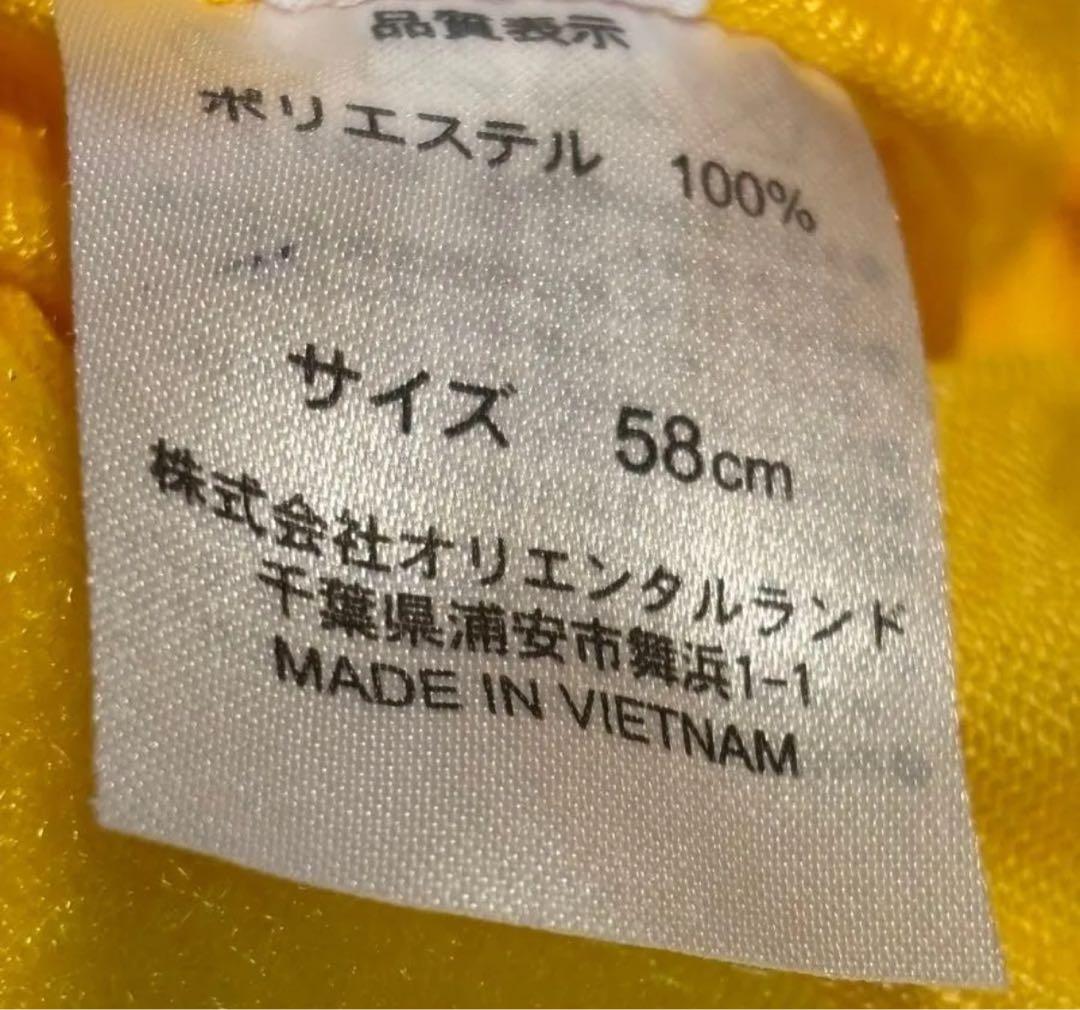 品質表示
ポリエステル 100%
サイズ 58cm
株式会社オリエンタルランド
千葉県浦安市舞浜1-1
MADE IN VIETNAM